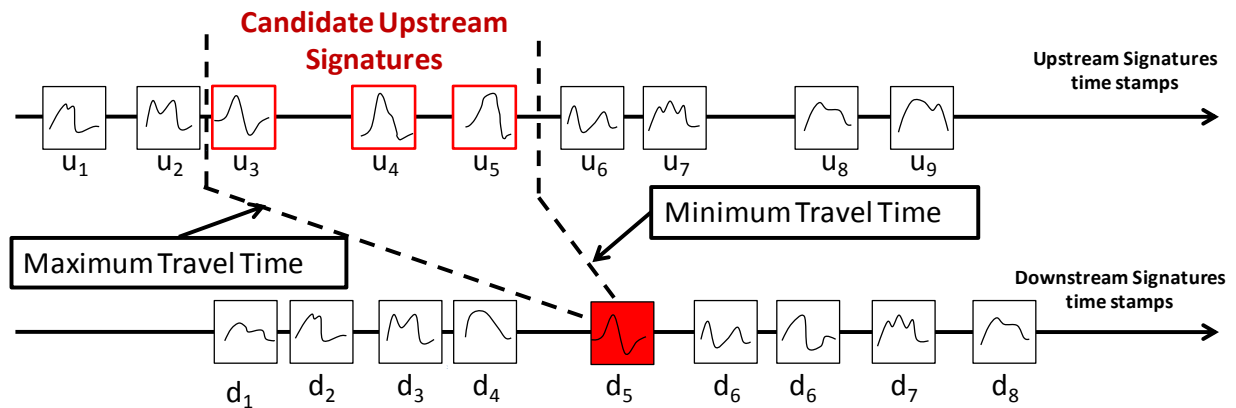 Candidate Upstream
Signatures
Upstream Signatures
time stamps
u1 u2 u3 u4 u5 u6 u7 u8 u9
Minimum Travel Time
Maximum Travel Time
Downstream Signatures
time stamps
d1 d2 d3 d4 d5 d6 d6 d7 d8